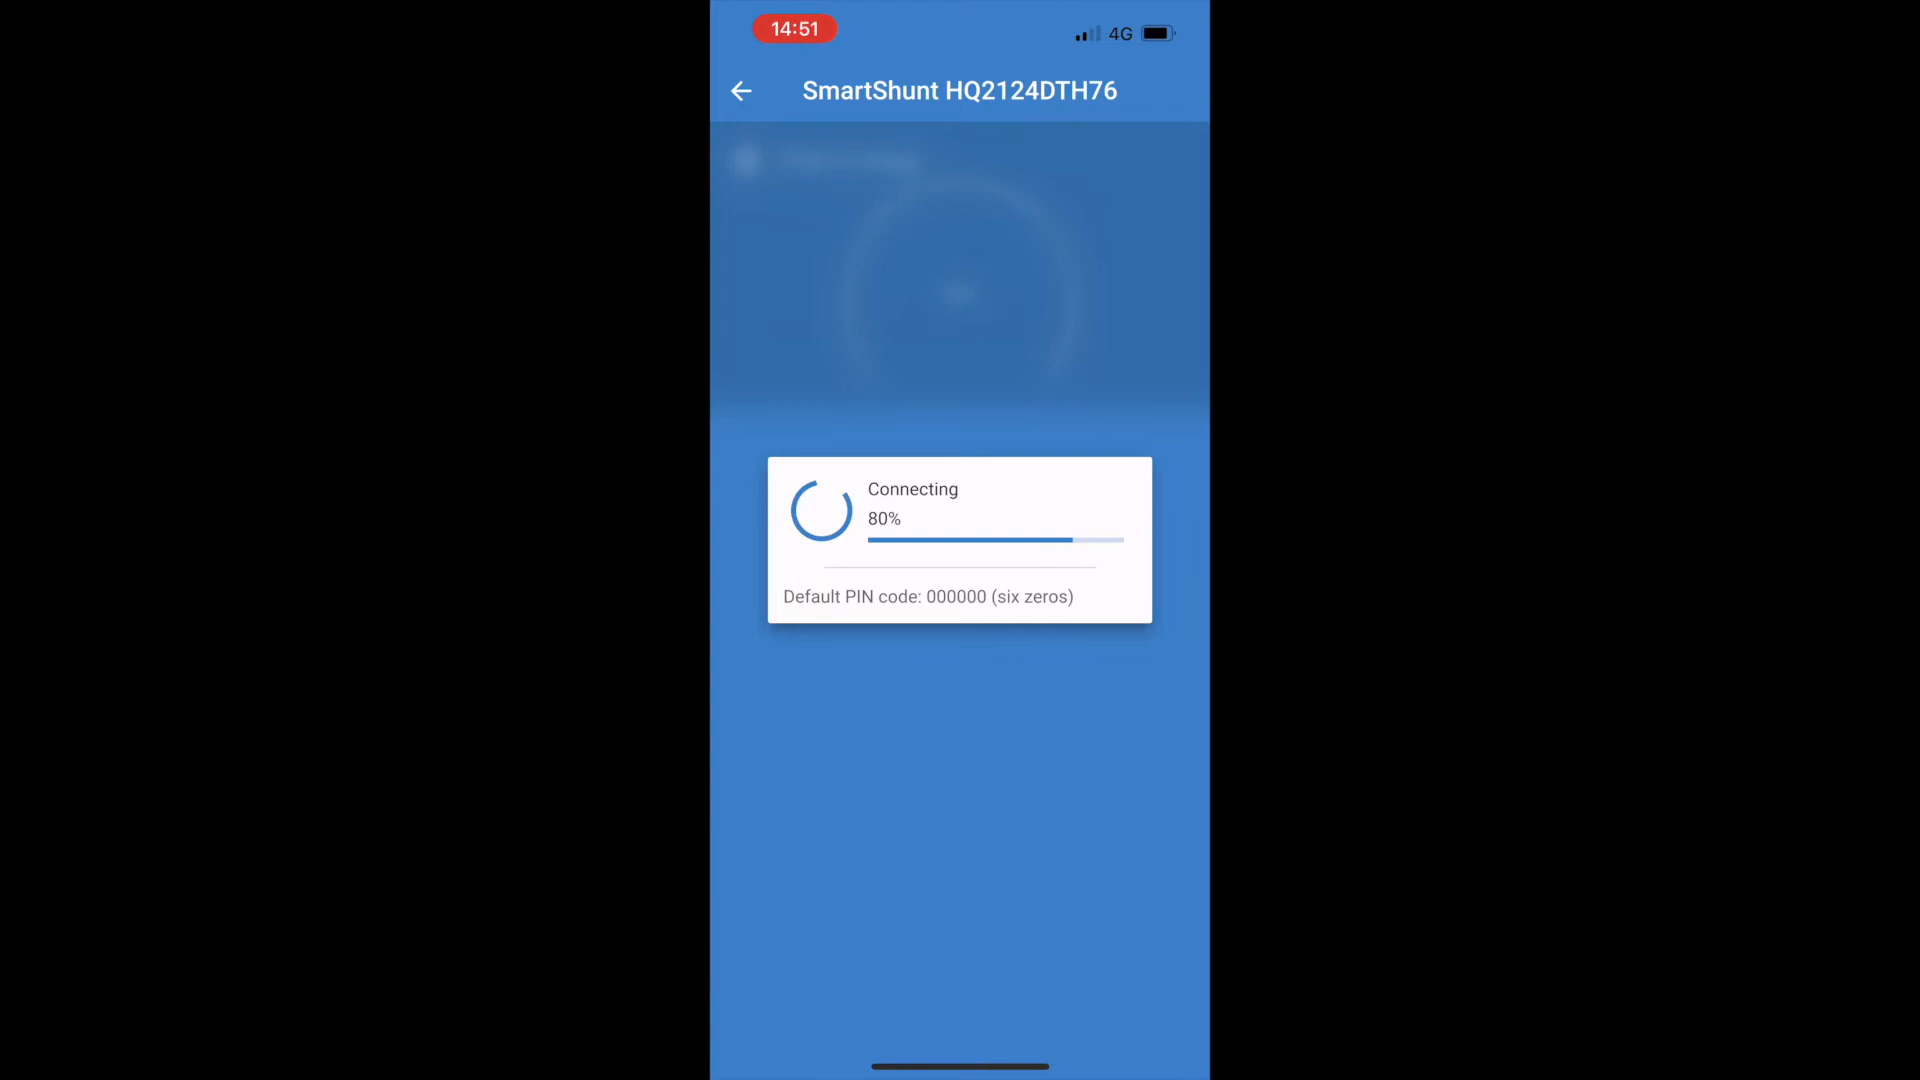 14:51
4G
SmartShunt HQ2124DTH76
Connecting
80%
Default PIN code: 000000 (six zeros)